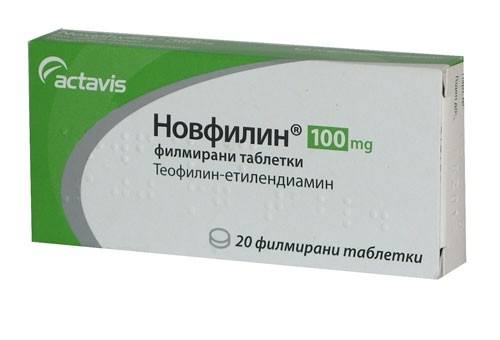 actavis
Новфилин® 100 mg
филмирани таблетки
Теофилин-етилендиамин
20 филмирани таблетки